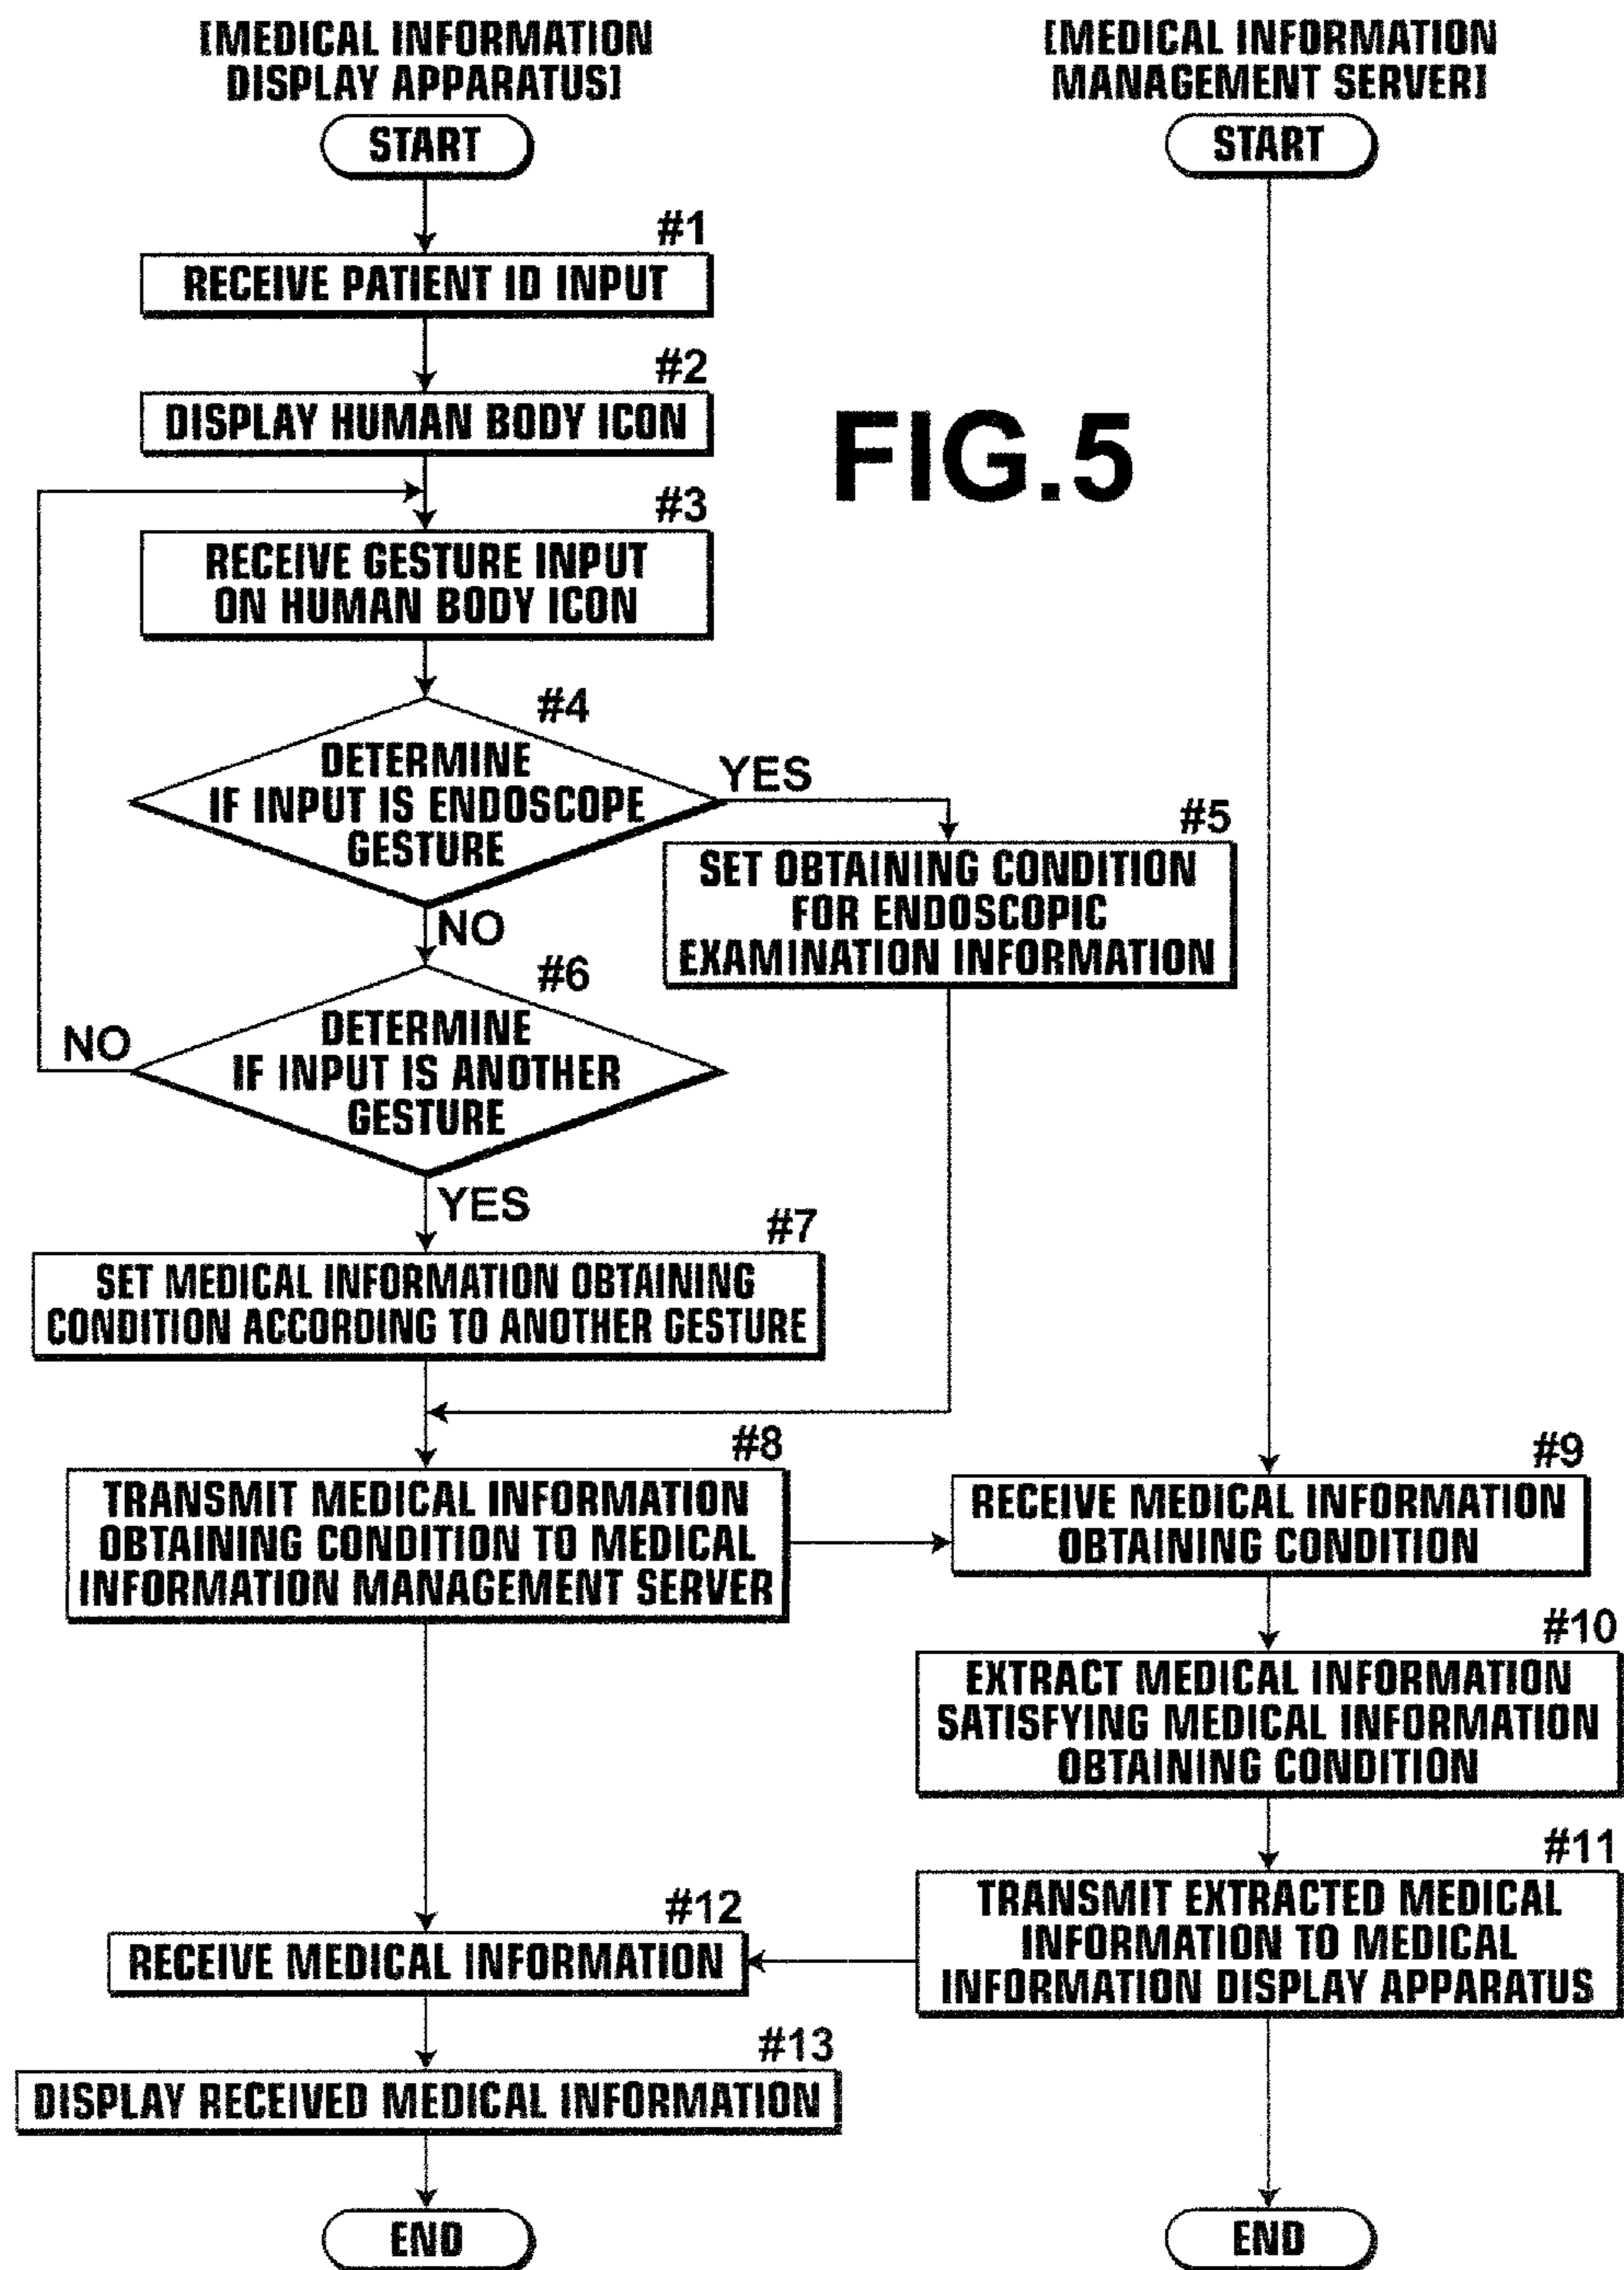 [MEDICAL INFORMATION
DISPLAY APPARATUS]
START
#1
RECEIVE PATIENT ID INPUT
#2
DISPLAY HUMAN BODY ICON
#3
RECEIVE GESTURE INPUT
ON HUMAN BODY ICON
#4
DETERMINE
IF INPUT IS ENDOSCOPE
GESTURE
YES
NO
#5
SET OBTAINING CONDITION
FOR ENDOSCOPIC
EXAMINATION INFORMATION
#6
DETERMINE
IF INPUT IS ANOTHER
GESTURE
NO
YES
#7
SET MEDICAL INFORMATION OBTAINING
CONDITION ACCORDING TO ANOTHER GESTURE
#8
TRANSMIT MEDICAL INFORMATION
OBTAINING CONDITION TO MEDICAL
INFORMATION MANAGEMENT SERVER
#12
RECEIVE MEDICAL INFORMATION
#13
DISPLAY RECEIVED MEDICAL INFORMATION
END
FIG.5
[MEDICAL INFORMATION
MANAGEMENT SERVER]
START
#9
RECEIVE MEDICAL INFORMATION
OBTAINING CONDITION
#10
EXTRACT MEDICAL INFORMATION
SATISFYING MEDICAL INFORMATION
OBTAINING CONDITION
#11
TRANSMIT EXTRACTED MEDICAL
INFORMATION TO MEDICAL
INFORMATION DISPLAY APPARATUS
END